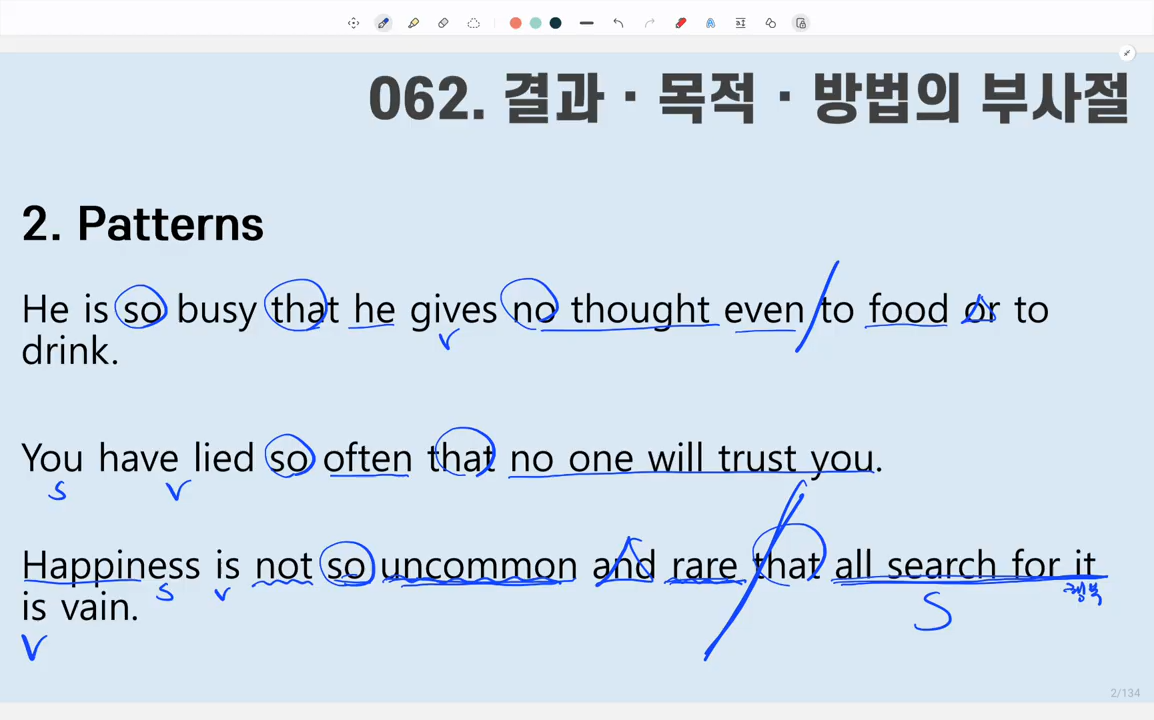 062. 결과 · 목적 · 방법의 부사절
2. Patterns
He is so busy that he gives no thought even to food or to
v
drink.
You have lied so often that no one will trust you.
s v
Happiness is not so uncommon and rare that all search for it
s v S 행복
is vain.
V
2/134